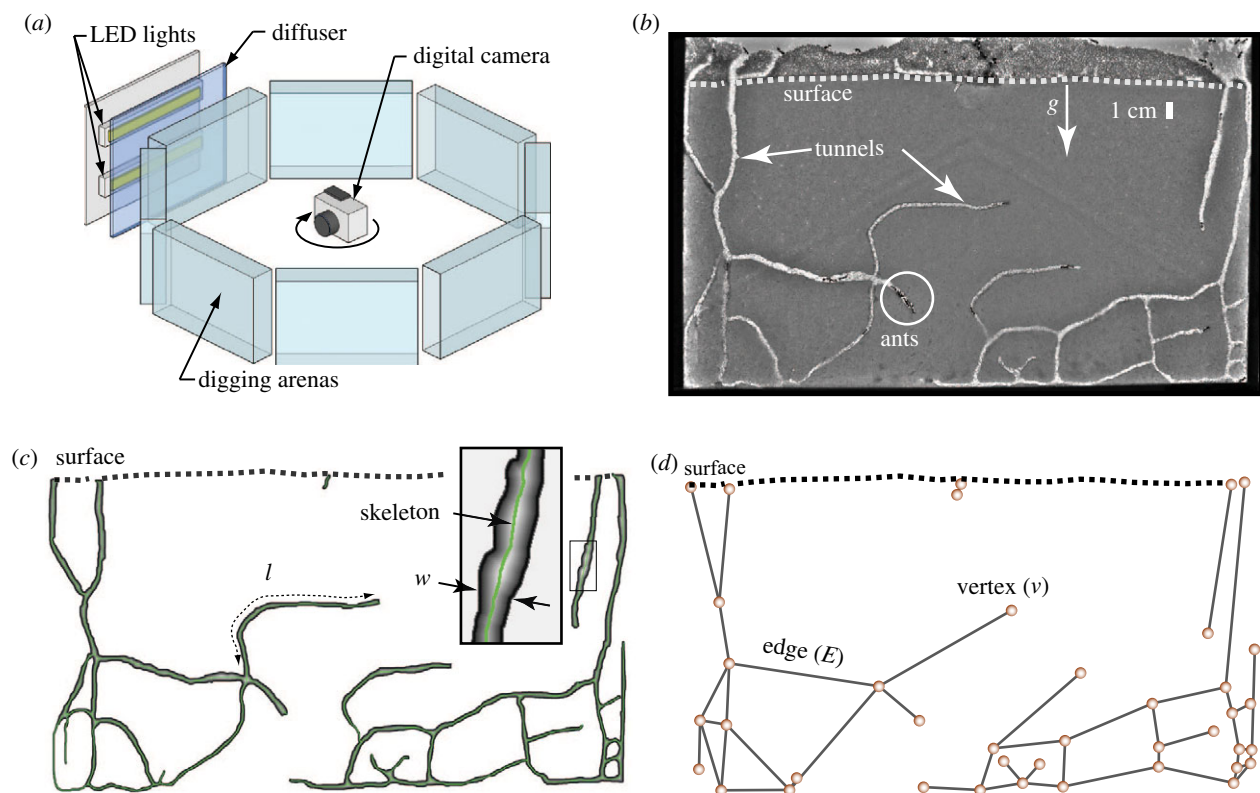 (a)
LED lights
diffuser
digital camera
digging arenas
(b)
surface
g
1 cm
tunnels
ants
(c)
surface
skeleton
w
l
(d)
surface
vertex (v)
edge (E)